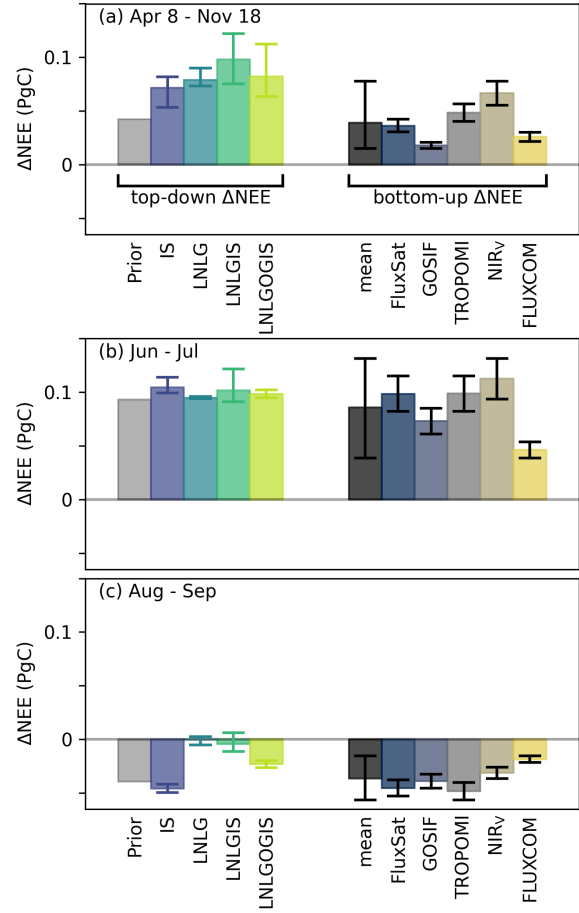 (a) Apr 8 - Nov 18
0.1
0
ΔNEE (PgC)
top-down ΔNEE
bottom-up ΔNEE
Prior
IS
LNLG
LNLGIS
LNLGOGIS
mean
FluxSat
GOSIF
TROPOMI
NIRv
FLUXCOM
(b) Jun - Jul
0.1
0
ΔNEE (PgC)
(c) Aug - Sep
0.1
0
ΔNEE (PgC)
Prior
IS
LNLG
LNLGIS
LNLGOGIS
mean
FluxSat
GOSIF
TROPOMI
NIRv
FLUXCOM